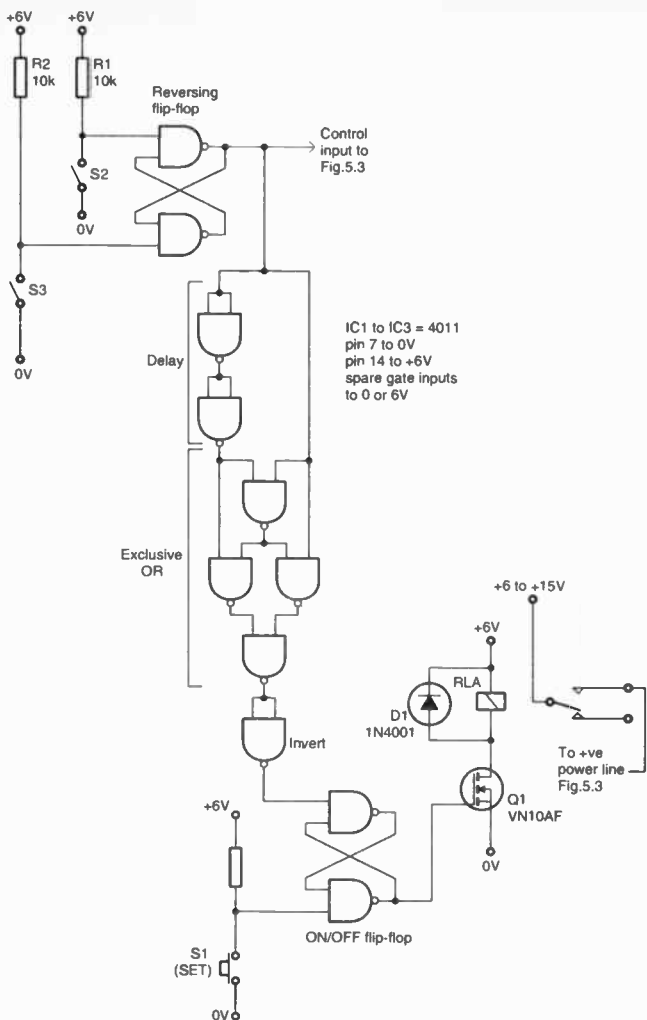 +6V
+6V
R2
10k
R1
10k
Reversing
flip-flop
Control
input to
Fig.5.3
S2
0V
S3
0V
Delay
IC1 to IC3 = 4011
pin 7 to 0V
pin 14 to +6V
spare gate inputs
to 0 or 6V
Exclusive
OR
+6 to +15V
+6V
RLA
D1
1N4001
Invert
To +ve
power line
Fig.5.3
Q1
VN10AF
+6V
0V
ON/OFF flip-flop
S1
(SET)
0V